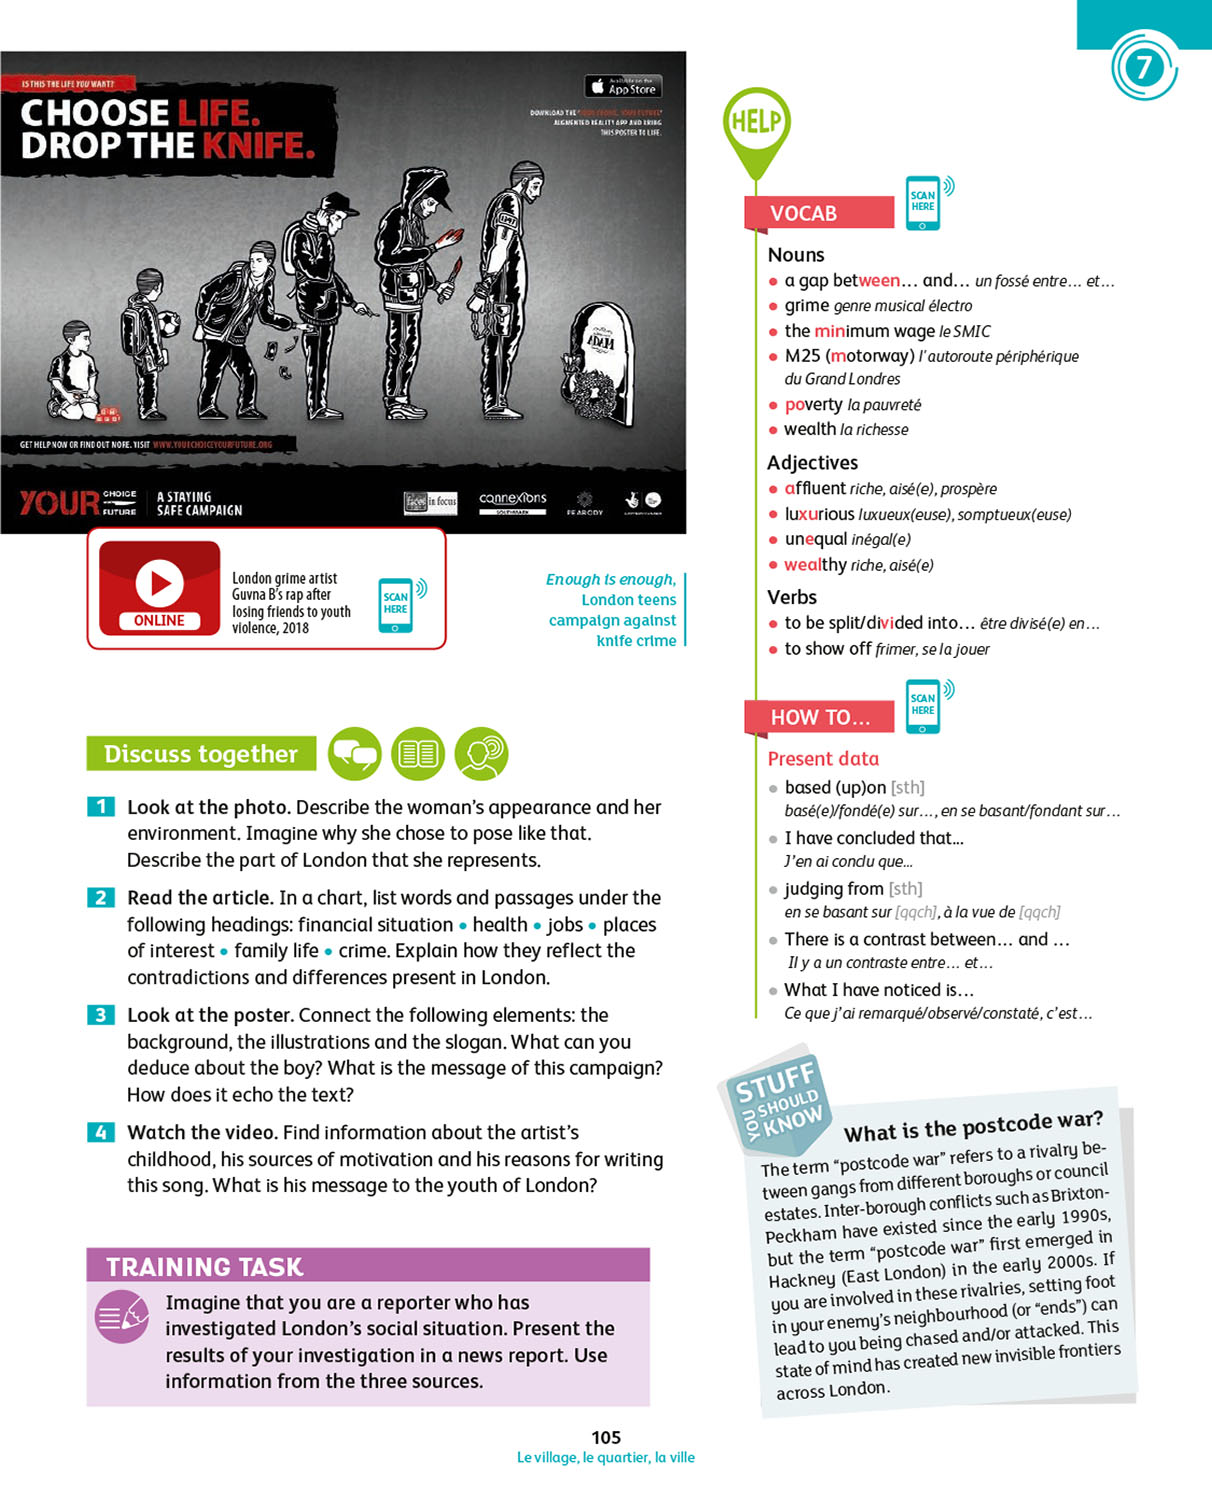 7
IS THIS THE LIFE YOU WANT?
CHOOSE LIFE.
DROP THE KNIFE.
Available on the
App Store
DOWNLOAD THE "YOUR CHOICE, YOUR FUTURE"
AUGMENTED REALITY APP AND BRING
THIS POSTER TO LIFE.
ADAM
GET HELP NOW OR FIND OUT MORE. VISIT WWW.YOURCHOICEYOURFUTURE.ORG
YOUR CHOICE
FUTURE
A STAYING
SAFE CAMPAIGN
faces in focus
connexions
SOUTHWARK
PEABODY
ONLINE
London grime artist
Guvna B's rap after
losing friends to youth
violence, 2018
SCAN
HERE
Enough is enough,
London teens
campaign against
knife crime
Discuss together
1 Look at the photo. Describe the woman's appearance and her
environment. Imagine why she chose to pose like that.
Describe the part of London that she represents.
2 Read the article. In a chart, list words and passages under the
following headings: financial situation • health • jobs • places
of interest • family life • crime. Explain how they reflect the
contradictions and differences present in London.
3 Look at the poster. Connect the following elements: the
background, the illustrations and the slogan. What can you
deduce about the boy? What is the message of this campaign?
How does it echo the text?
4 Watch the video. Find information about the artist's
childhood, his sources of motivation and his reasons for writing
this song. What is his message to the youth of London?
TRAINING TASK
Imagine that you are a reporter who has
investigated London's social situation. Present the
results of your investigation in a news report. Use
information from the three sources.
HELP
VOCAB
SCAN
HERE
Nouns
• a gap between... and... un fossé entre... et...
• grime genre musical électro
• the minimum wage le SMIC
• M25 (motorway) l'autoroute périphérique
du Grand Londres
• poverty la pauvreté
• wealth la richesse
Adjectives
• affluent riche, aisé(e), prospère
• luxurious luxueux(euse), somptueux(euse)
• unequal inégal(e)
• wealthy riche, aisé(e)
Verbs
• to be split/divided into... être divisé(e) en...
• to show off frimer, se la jouer
HOW TO...
SCAN
HERE
Present data
• based (up)on [sth]
basé(e)/fondé(e) sur..., en se basant/fondant sur...
• I have concluded that...
J'en ai conclu que...
• judging from [sth]
en se basant sur [qqch], à la vue de [qqch]
• There is a contrast between... and ...
Il y a un contraste entre... et...
• What I have noticed is...
Ce que j'ai remarqué/observé/constaté, c'est...
STUFF
YOU SHOULD
KNOW
What is the postcode war?
The term “postcode war” refers to a rivalry be-
tween gangs from different boroughs or council
estates. Inter-borough conflicts such as Brixton-
Peckham have existed since the early 1990s,
but the term “postcode war” first emerged in
Hackney (East London) in the early 2000s. If
you are involved in these rivalries, setting foot
in your enemy's neighbourhood (or “ends”) can
lead to you being chased and/or attacked. This
state of mind has created new invisible frontiers
across London.
105
Le village, le quartier, la ville